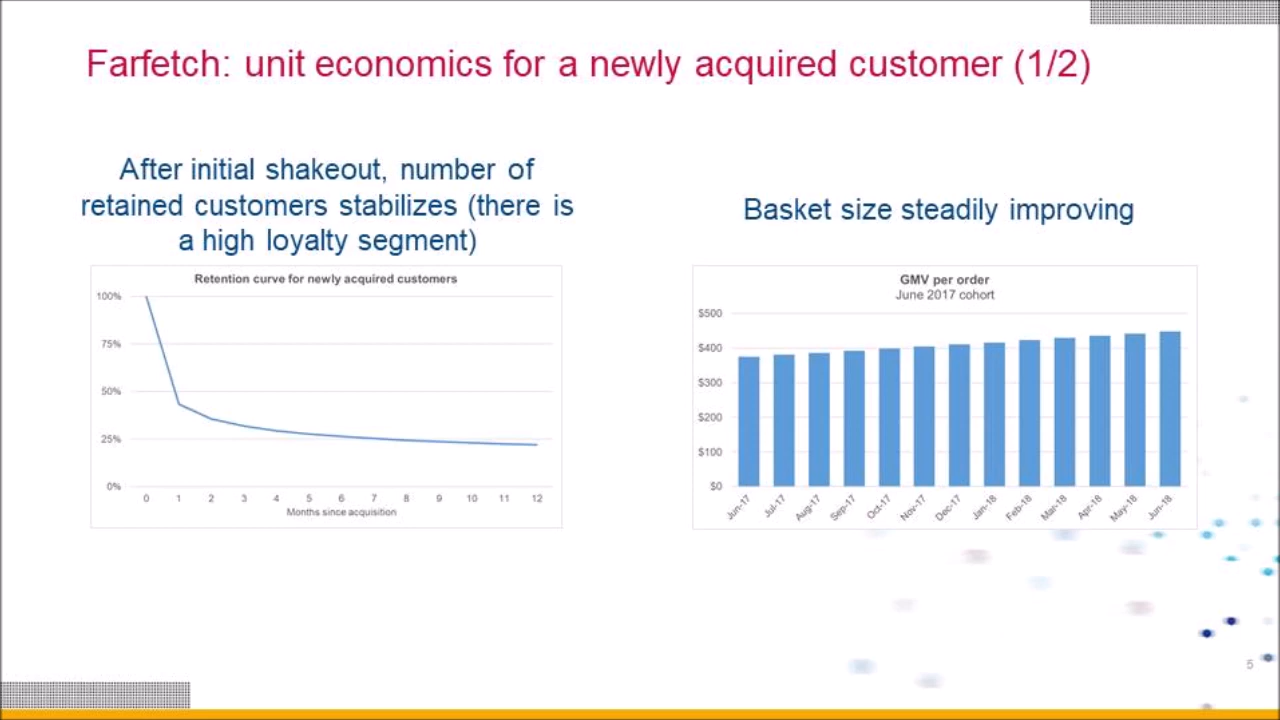 Farfetch: unit economics for a newly acquired customer (1/2)
After initial shakeout, number of
retained customers stabilizes (there is
a high loyalty segment)
Retention curve for newly acquired customers
100%
75%
50%
25%
0%
0 1 2 3 4 5 6 7 8 9 10 11 12
Months since acquisition
Basket size steadily improving
GMV per order
June 2017 cohort
$500
$400
$300
$200
$100
$0
Jun-17 Jul-17 Aug-17 Sep-17 Oct-17 Nov-17 Dec-17 Jan-18 Feb-18 Mar-18 Apr-18 May-18 Jun-18
5